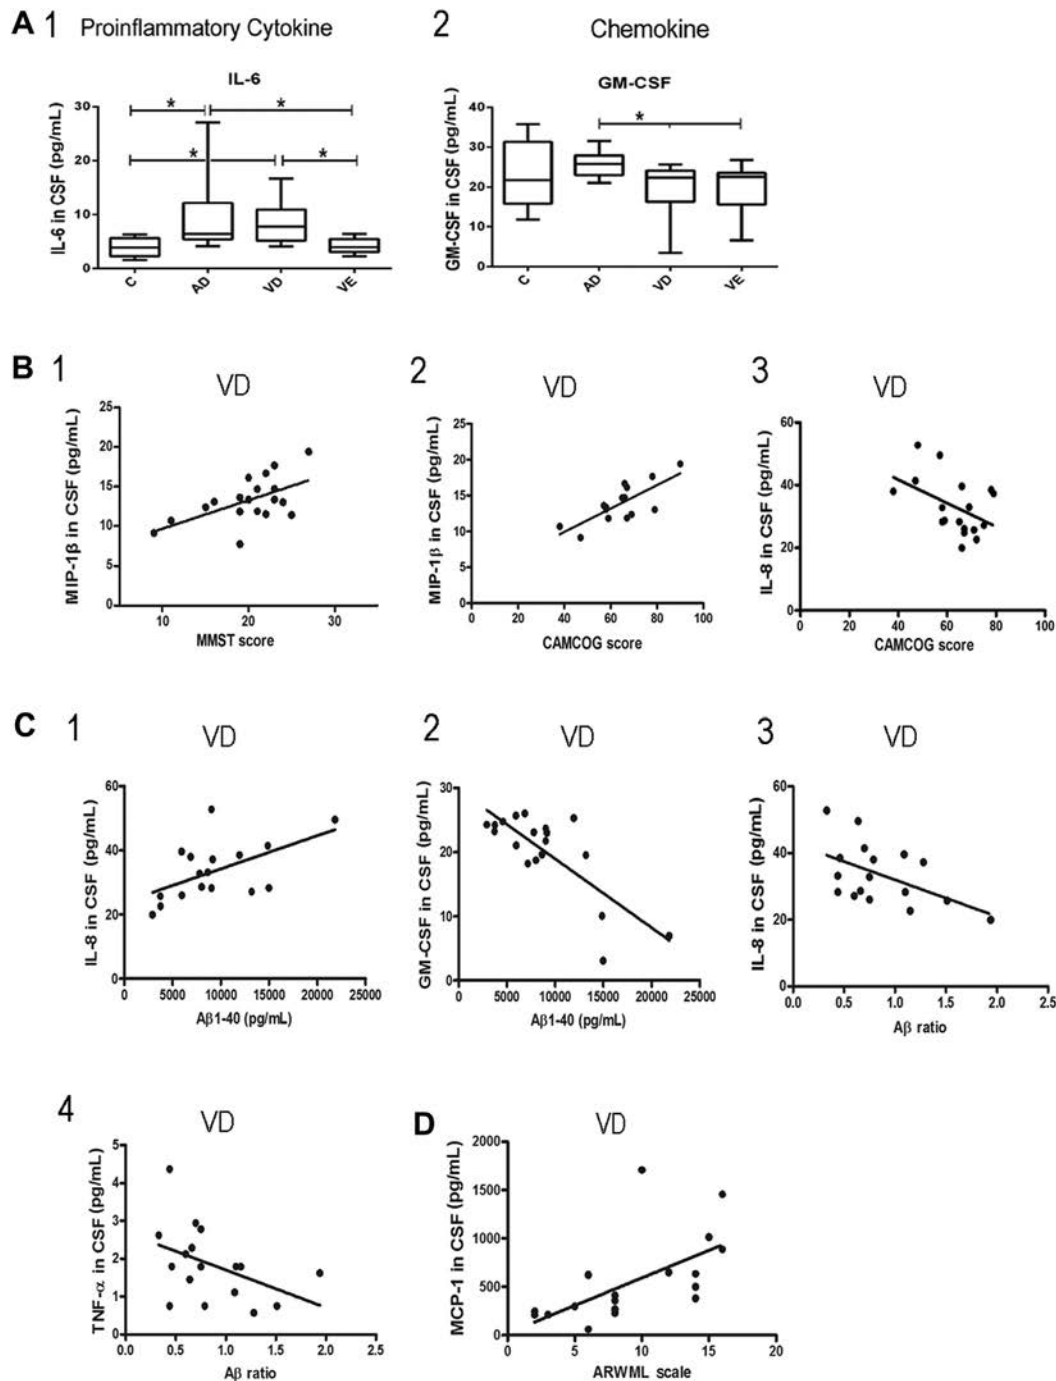 A 1 Proinflammatory Cytokine
2 Chemokine
IL-6
IL-6 in CSF (pg/mL)
30
20
10
0
* *
* *
C AD VD VE
GM-CSF
GM-CSF in CSF (pg/mL)
40
30
20
10
0
*
C AD VD VE
B 1 VD
MIP-1β in CSF (pg/mL)
25
20
15
10
5
0
10 20 30
MMST score
2 VD
MIP-1β in CSF (pg/mL)
25
20
15
10
5
0
0 20 40 60 80 100
CAMCOG score
3 VD
IL-8 in CSF (pg/mL)
60
40
20
0
0 20 40 60 80 100
CAMCOG score
C 1 VD
IL-8 in CSF (pg/mL)
60
40
20
0
0 5000 10000 15000 20000 25000
Aβ1-40 (pg/mL)
2 VD
GM-CSF in CSF (pg/mL)
30
20
10
0
0 5000 10000 15000 20000 25000
Aβ1-40 (pg/mL)
3 VD
IL-8 in CSF (pg/mL)
60
40
20
0
0.0 0.5 1.0 1.5 2.0 2.5
Aβ ratio
4 VD
TNF-α in CSF (pg/mL)
5
4
3
2
1
0
0.0 0.5 1.0 1.5 2.0 2.5
Aβ ratio
D VD
MCP-1 in CSF (pg/mL)
2000
1500
1000
500
0
0 5 10 15 20
ARWML scale